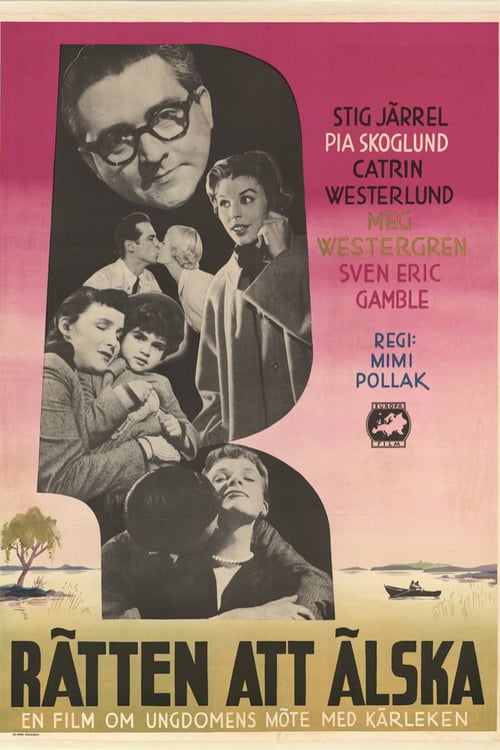 STIG JÄRREL
PIA SKOGLUND
CATRIN
WESTERLUND
MEG
WESTERGREN
SVEN ERIC
GAMBLE
REGI:
MIMI
POLLAK
EUROPA
FILM
RÄTTEN ATT ÄLSKA
EN FILM OM UNGDOMENS MÖTE MED KÄRLEKEN